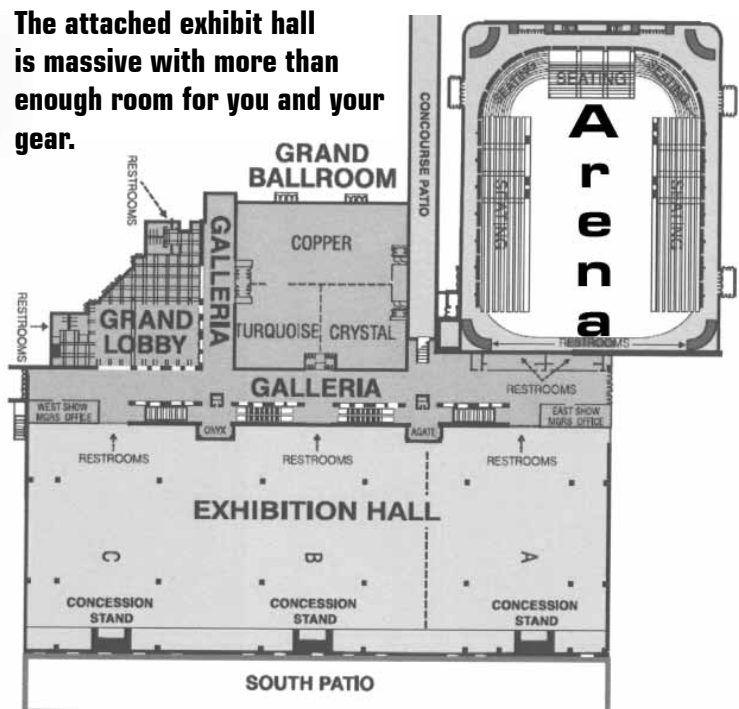 The attached exhibit hall
is massive with more than
enough room for you and your
gear.
SEATING
SEATING
SEATING
Arena
SEATING
SEATING
CONCOURSE PATIO
RESTROOMS
GRAND
BALLROOM
GALLERIA
COPPER
RESTROOMS
GRAND
LOBBY
TURQUOISE
CRYSTAL
RESTROOMS
GALLERIA
RESTROOMS
WEST SHOW
MGRS OFFICE
ONYX
AGATE
EAST SHOW
MGRS OFFICE
RESTROOMS
RESTROOMS
RESTROOMS
EXHIBITION HALL
C
B
A
CONCESSION
STAND
CONCESSION
STAND
CONCESSION
STAND
SOUTH PATIO